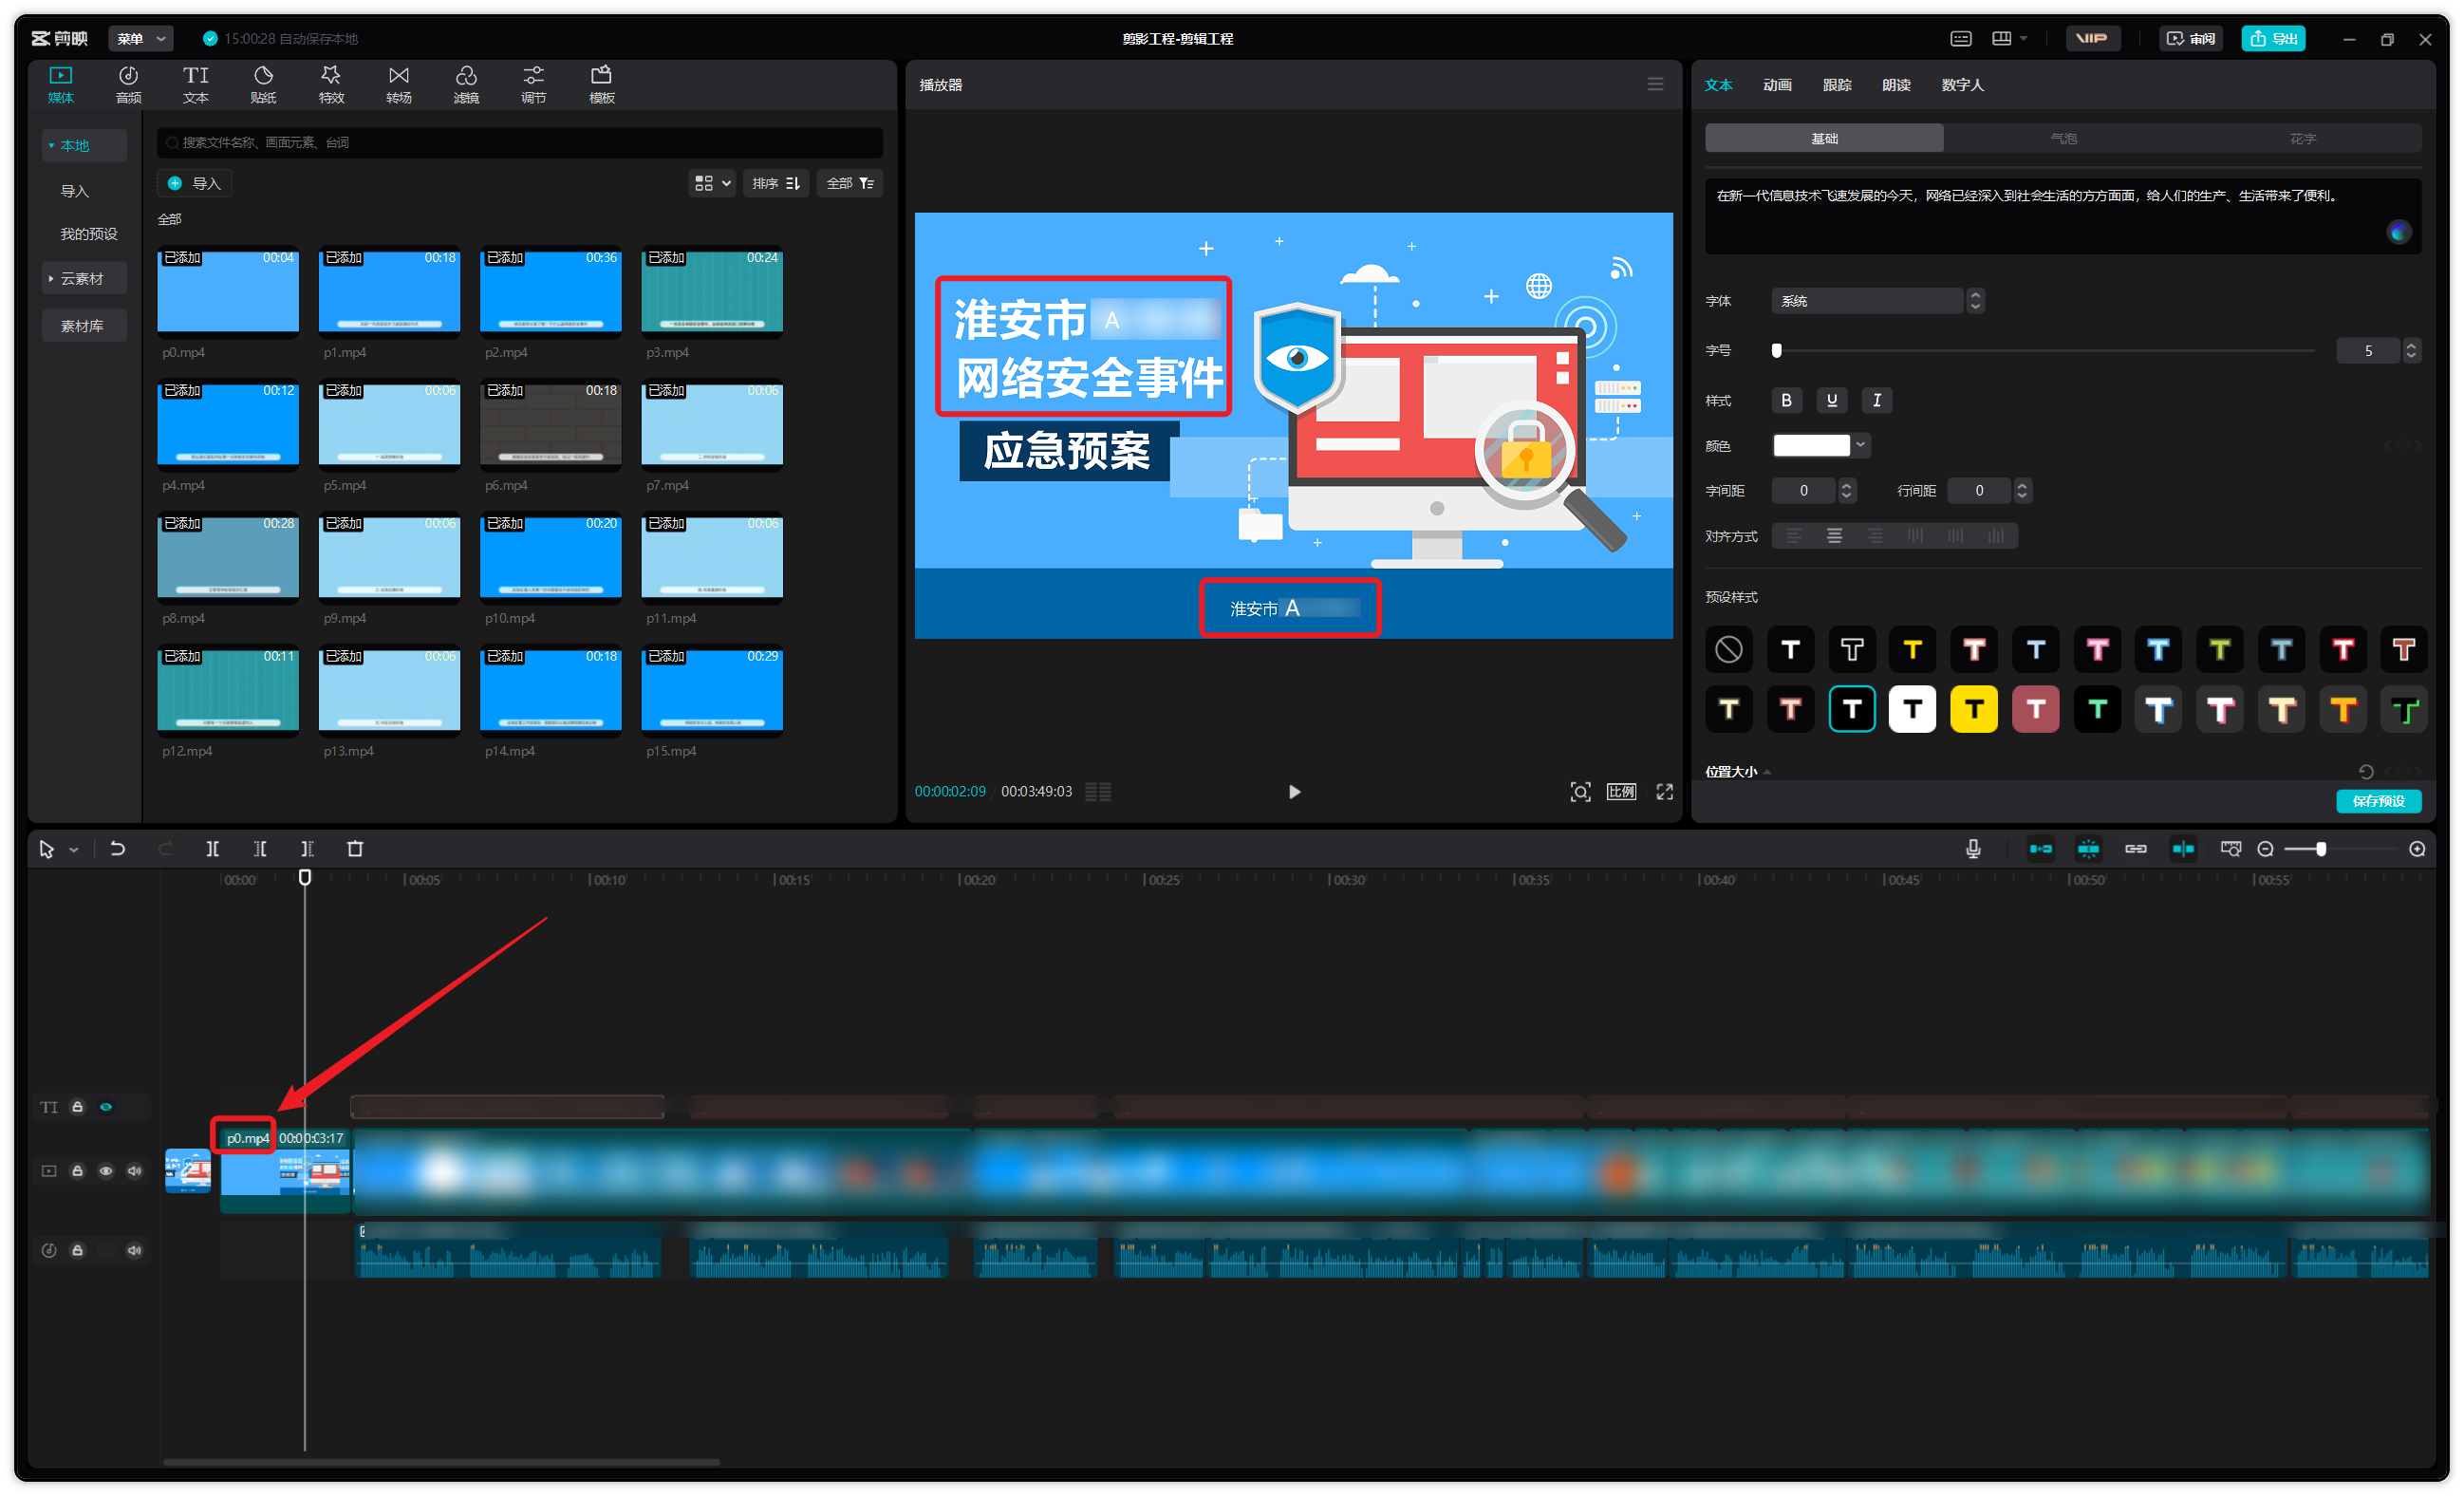 剪映
菜单
15:00:28 自动保存本地
剪影工程-剪辑工程
VIP
审阅
导出
媒体
音频
文本
贴纸
特效
转场
滤镜
调节
模板
本地
导入
我的预设
云素材
素材库
搜索文件名称、画面元素、台词
导入
排序
全部
全部
已添加 00:04
已添加 00:18
已添加 00:36
已添加 00:24
p0.mp4
p1.mp4
p2.mp4
p3.mp4
已添加 00:12
已添加 00:06
已添加 00:18
已添加 00:06
p4.mp4
p5.mp4
p6.mp4
p7.mp4
已添加 00:28
已添加 00:06
已添加 00:20
已添加 00:06
p8.mp4
p9.mp4
p10.mp4
p11.mp4
已添加 00:11
已添加 00:06
已添加 00:18
已添加 00:29
p12.mp4
p13.mp4
p14.mp4
p15.mp4
播放器
淮安市 A
网络安全事件
应急预案
淮安市 A
00:00:02:09 00:03:49:03
比例
文本
动画
跟踪
朗读
数字人
基础
气泡
花字
在新一代信息技术飞速发展的今天，网络已经深入到社会生活的方方面面，给人们的生产、生活带来了便利。
字体 系统
字号 5
样式 B U I
颜色
字间距 0 行间距 0
对齐方式
预设样式
T T T T T T T T T T T
T T T T T T T T T T T T
位置大小
保存预设
00:00 00:05 00:10 00:15 00:20 00:25 00:30 00:35 00:40 00:45 00:50 00:55
TI
p0.mp4 00:00:03:17